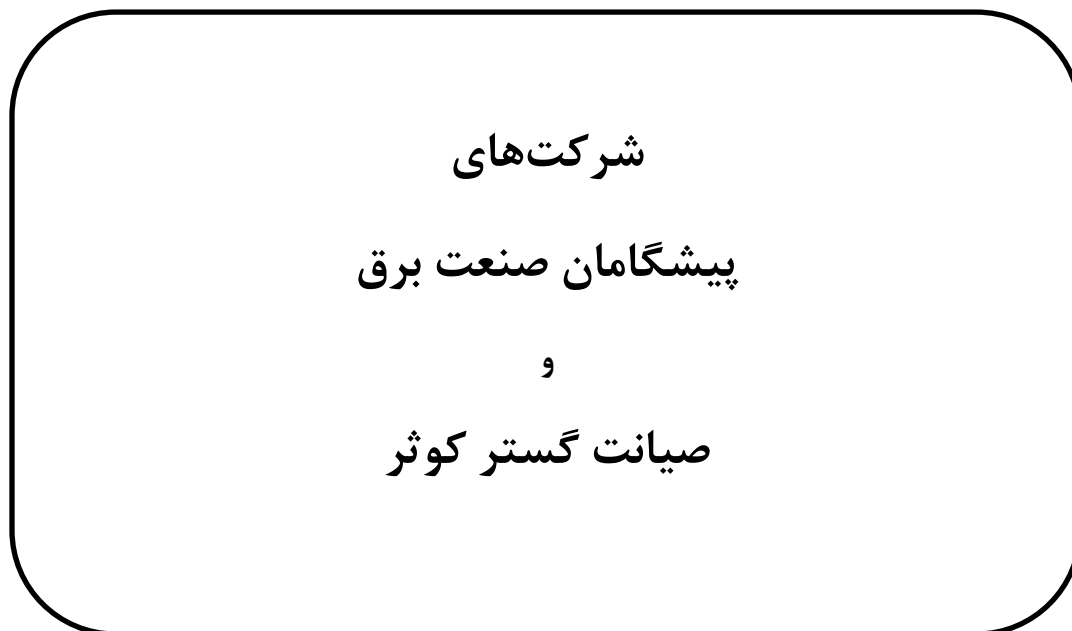 شرکت‌های
پیشگامان صنعت برق
و
صیانت گستر کوثر